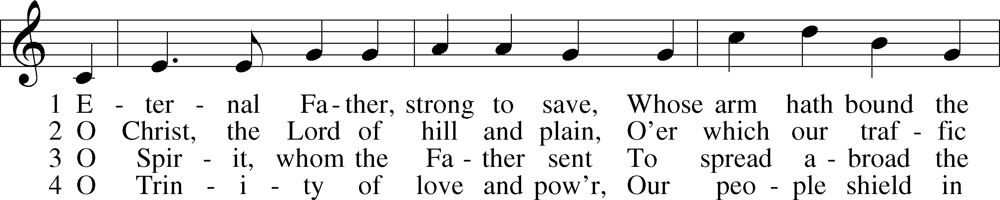 1 E - ter - nal Fa - ther, strong to save, Whose arm hath bound the
2 O Christ, the Lord of hill and plain, O'er which our traf - fic
3 O Spir - it, whom the Fa - ther sent To spread a - broad the
4 O Trin - i - ty of love and pow'r, Our peo - ple shield in